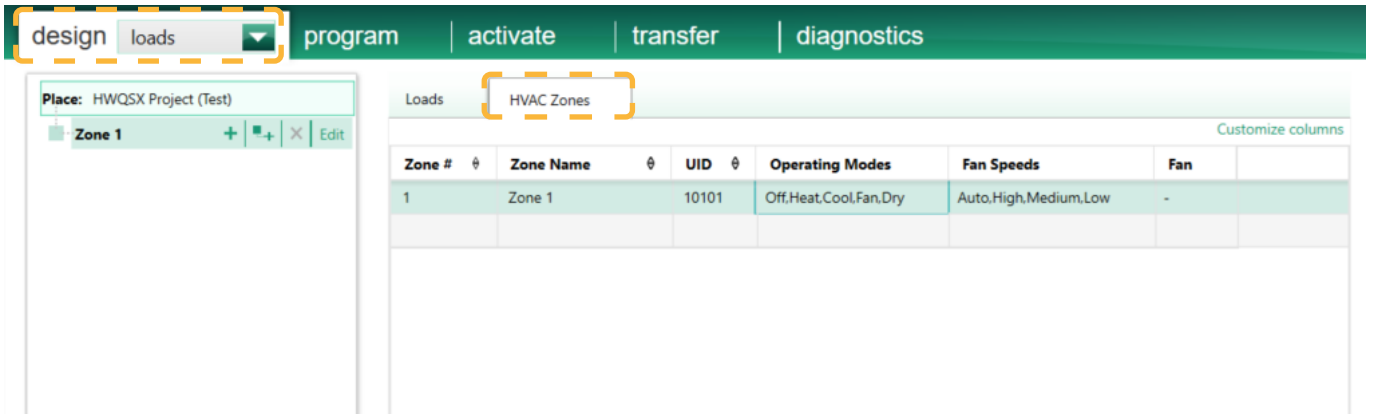 design loads program activate transfer diagnostics
Place: HWQSX Project (Test)
Zone 1 Edit
Loads HVAC Zones
Customize columns
Zone # Zone Name UID Operating Modes Fan Speeds Fan
1 Zone 1 10101 Off,Heat,Cool,Fan,Dry Auto,High,Medium,Low -